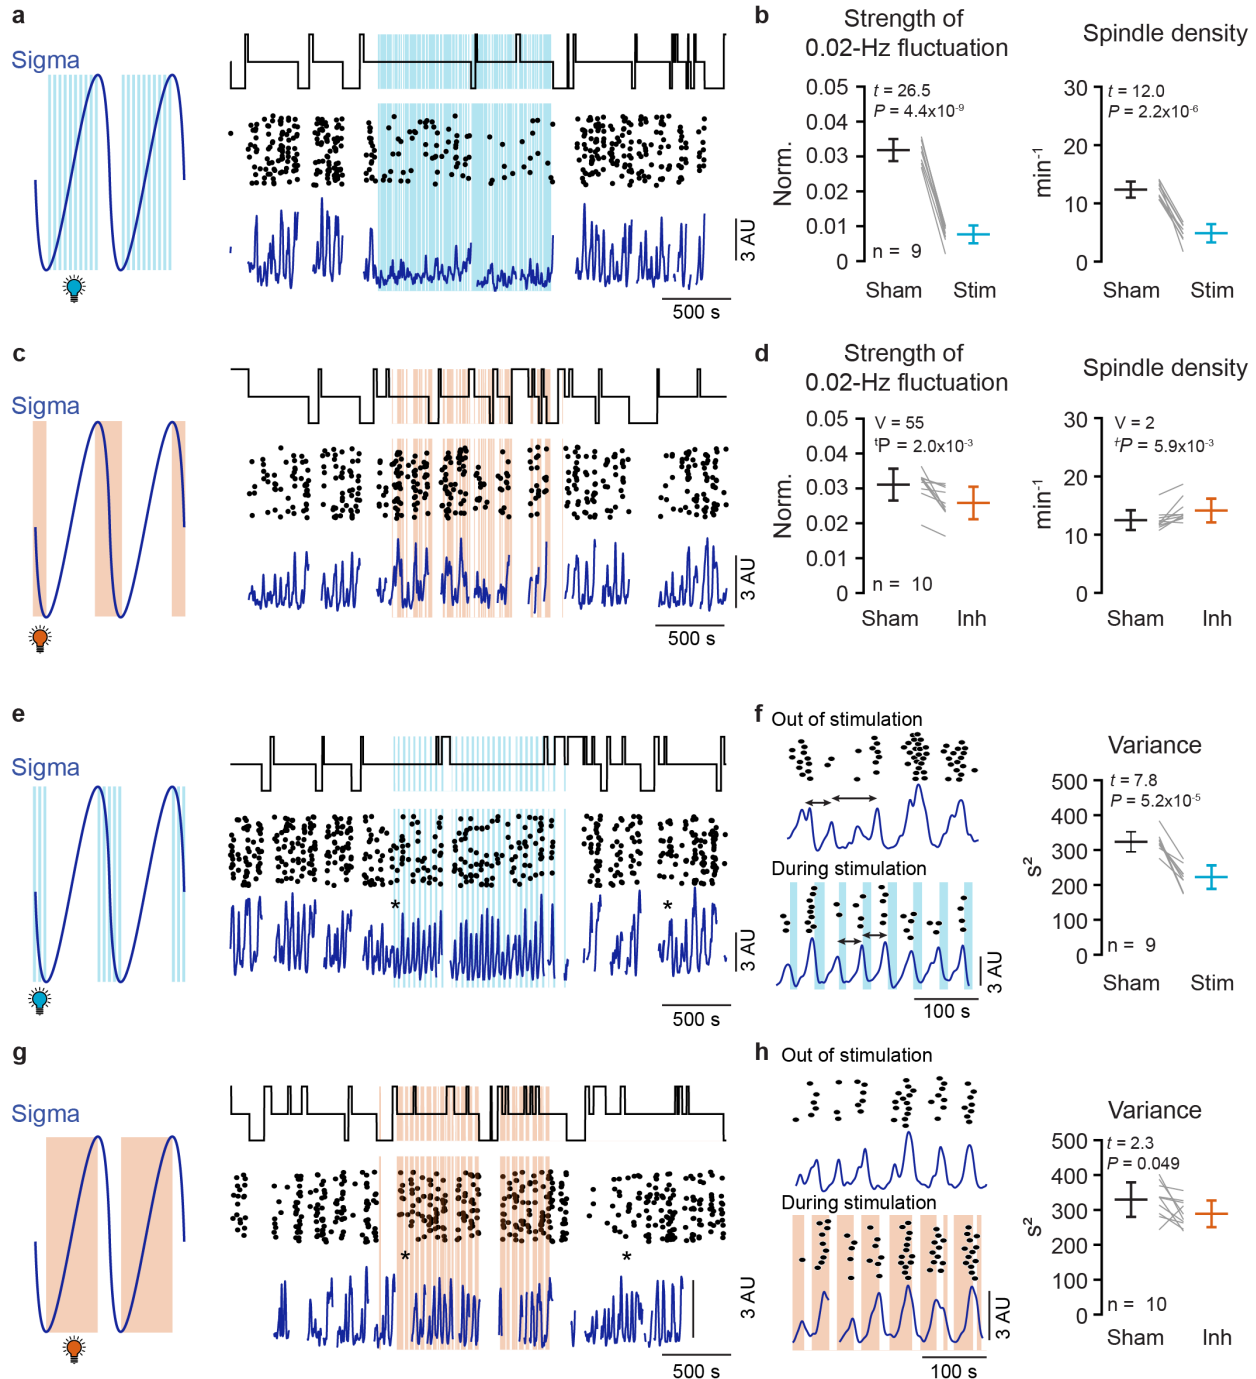 a
Sigma
3 AU
500 s
b
Strength of
0.02-Hz fluctuation
Spindle density
t = 26.5
P = 4.4x10⁻⁹
Norm.
0.05
0.04
0.03
0.02
0.01
0
n = 9
Sham Stim
t = 12.0
P = 2.2x10⁻⁶
min⁻¹
30
20
10
0
Sham Stim
c
Sigma
3 AU
500 s
d
Strength of
0.02-Hz fluctuation
Spindle density
V = 55
ᵗP = 2.0x10⁻³
Norm.
0.05
0.04
0.03
0.02
0.01
0
n = 10
Sham Inh
V = 2
ᵗP = 5.9x10⁻³
min⁻¹
30
20
10
0
Sham Inh
e
Sigma
*
*
3 AU
500 s
f
Out of stimulation
During stimulation
3 AU
100 s
Variance
t = 7.8
P = 5.2x10⁻⁵
s²
500
400
300
200
100
0
n = 9
Sham Stim
g
Sigma
*
*
3 AU
500 s
h
Out of stimulation
During stimulation
3 AU
100 s
Variance
t = 2.3
P = 0.049
s²
500
400
300
200
100
0
n = 10
Sham Inh